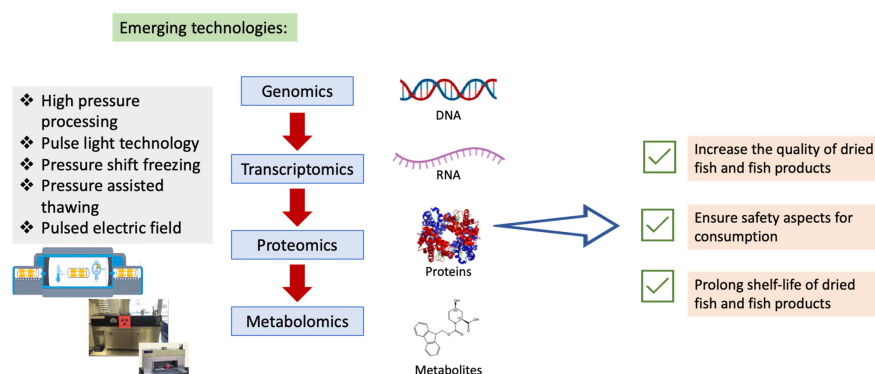 Emerging technologies:
❖ High pressure
processing
❖ Pulse light technology
❖ Pressure shift freezing
❖ Pressure assisted
thawing
❖ Pulsed electric field
Genomics
Transcriptomics
Proteomics
Metabolomics
DNA
RNA
Proteins
OH
OH
Metabolites
Increase the quality of dried
fish and fish products
Ensure safety aspects for
consumption
Prolong shelf-life of dried
fish and fish products